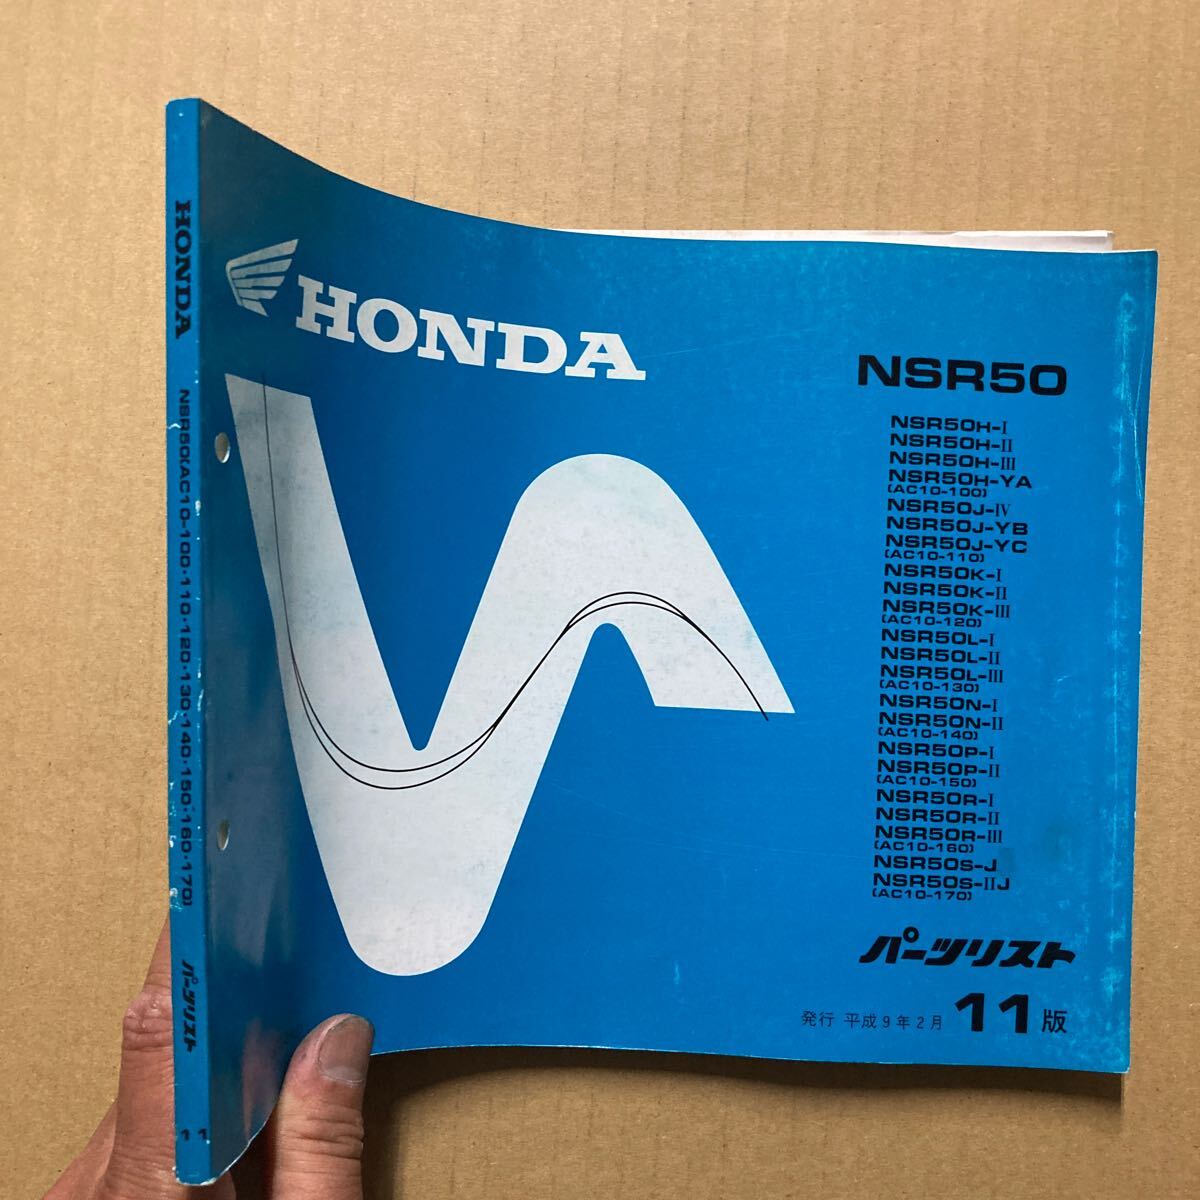 HONDA
NSR50(AC10-100・110・120・130・140・150・160・170)
パーツリスト
11
HONDA
NSR50
NSR50H-I
NSR50H-II
NSR50H-III
NSR50H-YA
(AC10-100)
NSR50J-IV
NSR50J-YB
NSR50J-YC
(AC10-110)
NSR50K-I
NSR50K-II
NSR50K-III
(AC10-120)
NSR50L-I
NSR50L-II
NSR50L-III
(AC10-130)
NSR50N-I
NSR50N-II
(AC10-140)
NSR50P-I
NSR50P-II
(AC10-150)
NSR50R-I
NSR50R-II
NSR50R-III
(AC10-160)
NSR50S-J
NSR50S-IIJ
(AC10-170)
パーツリスト
発行 平成9年2月 11版